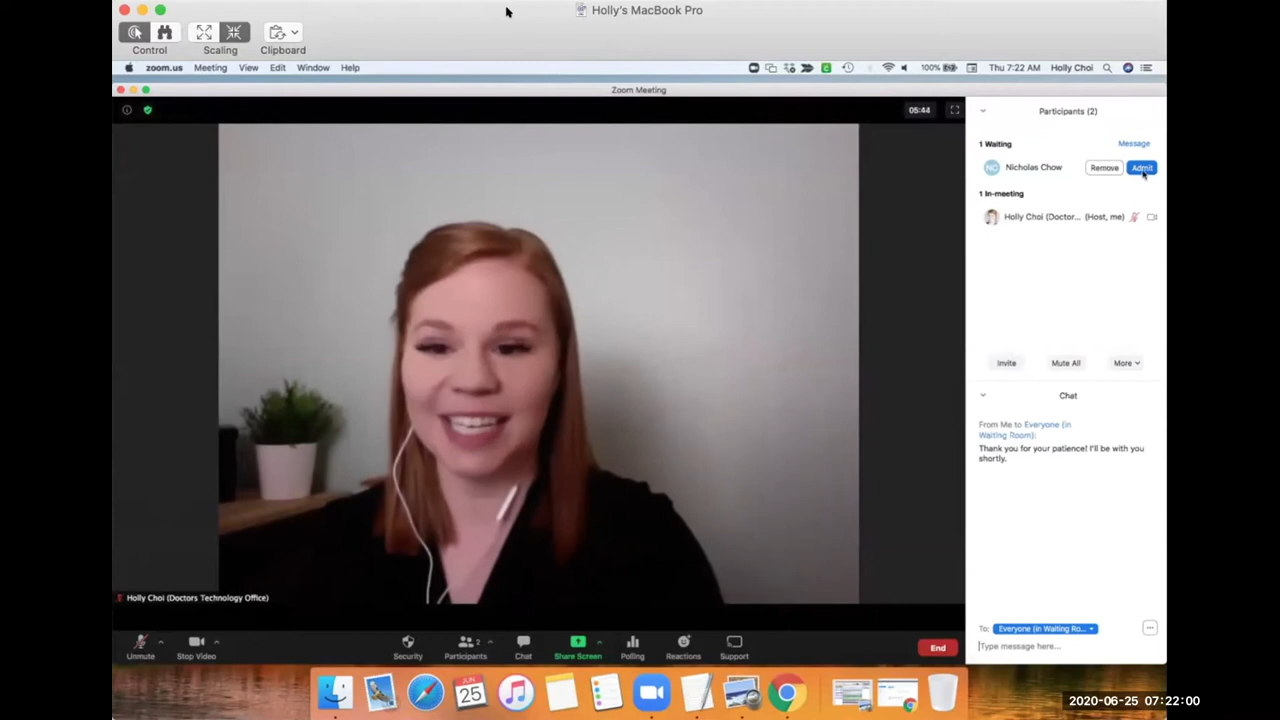 Holly's MacBook Pro
Control Scaling Clipboard
zoom.us Meeting View Edit Window Help 100% Thu 7:22 AM Holly Choi
Zoom Meeting
05:44
Participants (2)
1 Waiting Message
NC Nicholas Chow Remove Admit
1 In-meeting
Holly Choi (Doctor... (Host, me)
Invite Mute All More
Chat
From Me to Everyone (in
Waiting Room):
Thank you for your patience! I'll be with you
shortly.
Holly Choi (Doctors Technology Office)
To: Everyone (in Waiting Ro...
Type message here...
2
Unmute Stop Video Security Participants Chat Share Screen Polling Reactions Support End
JUN
25
2020-06-25 07:22:00